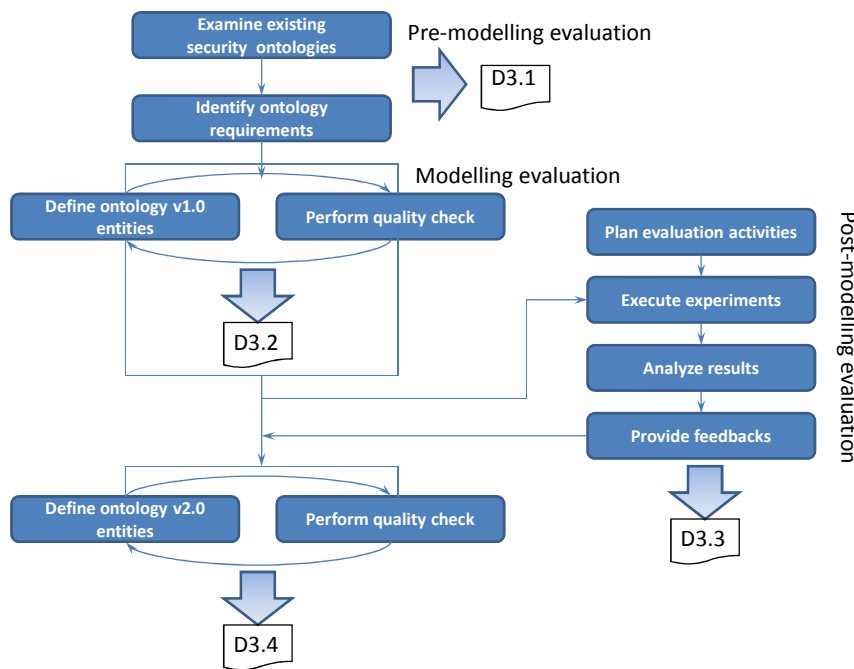 Examine existing
security ontologies
Pre-modelling evaluation
D3.1
Identify ontology
requirements
Modelling evaluation
Define ontology v1.0
entities
Perform quality check
D3.2
Plan evaluation activities
Execute experiments
Analyze results
Provide feedbacks
Post-modelling evaluation
D3.3
Define ontology v2.0
entities
Perform quality check
D3.4